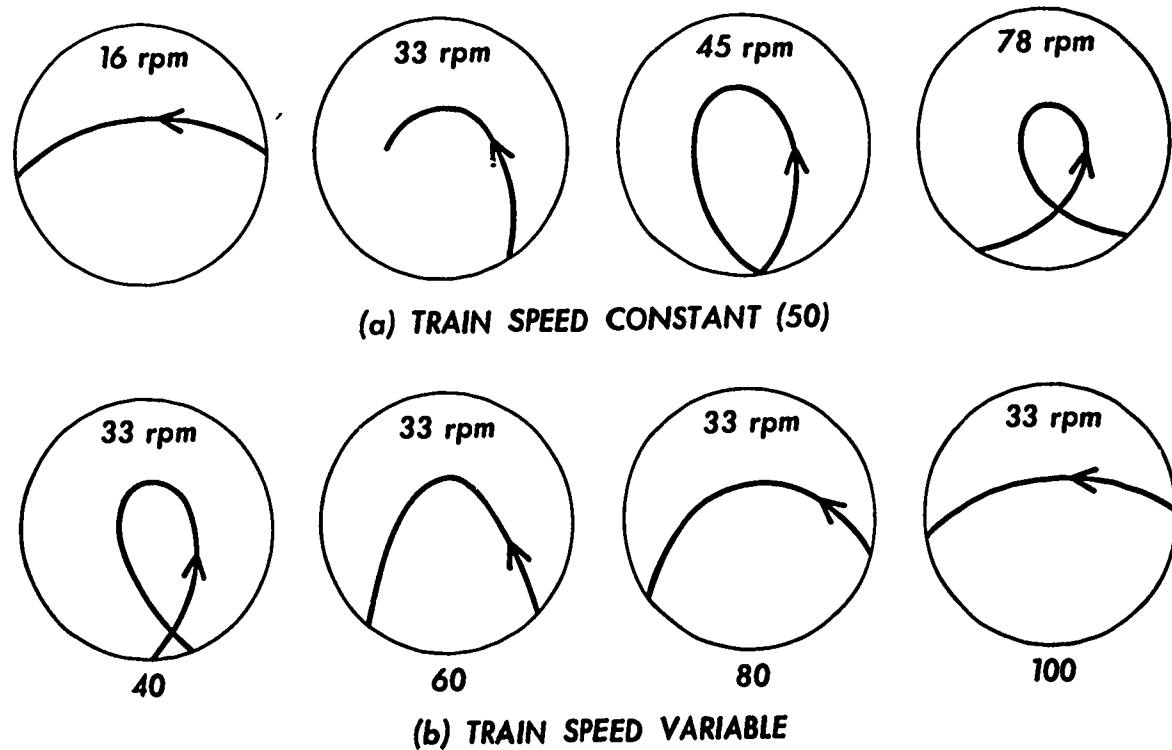 16 rpm 33 rpm 45 rpm 78 rpm
(a) TRAIN SPEED CONSTANT (50)
33 rpm 33 rpm 33 rpm 33 rpm
40 60 80 100
(b) TRAIN SPEED VARIABLE